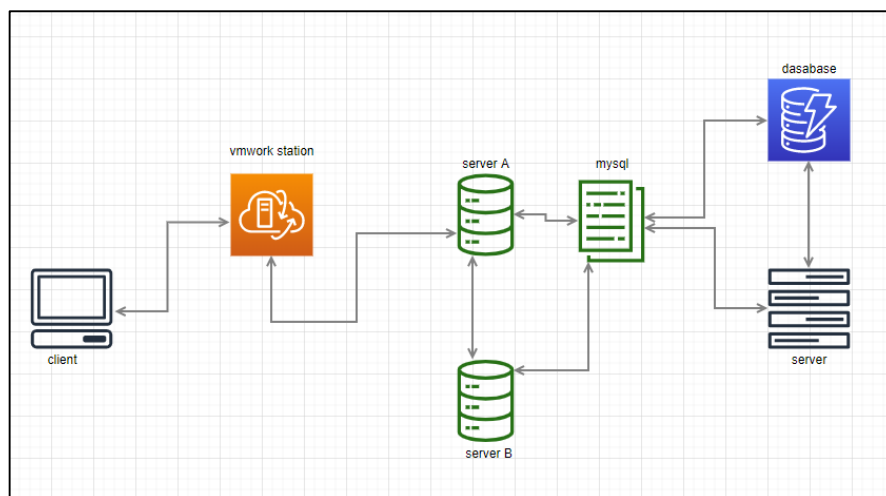 dasabase
vmwork station
server A
mysql
client
server
server B